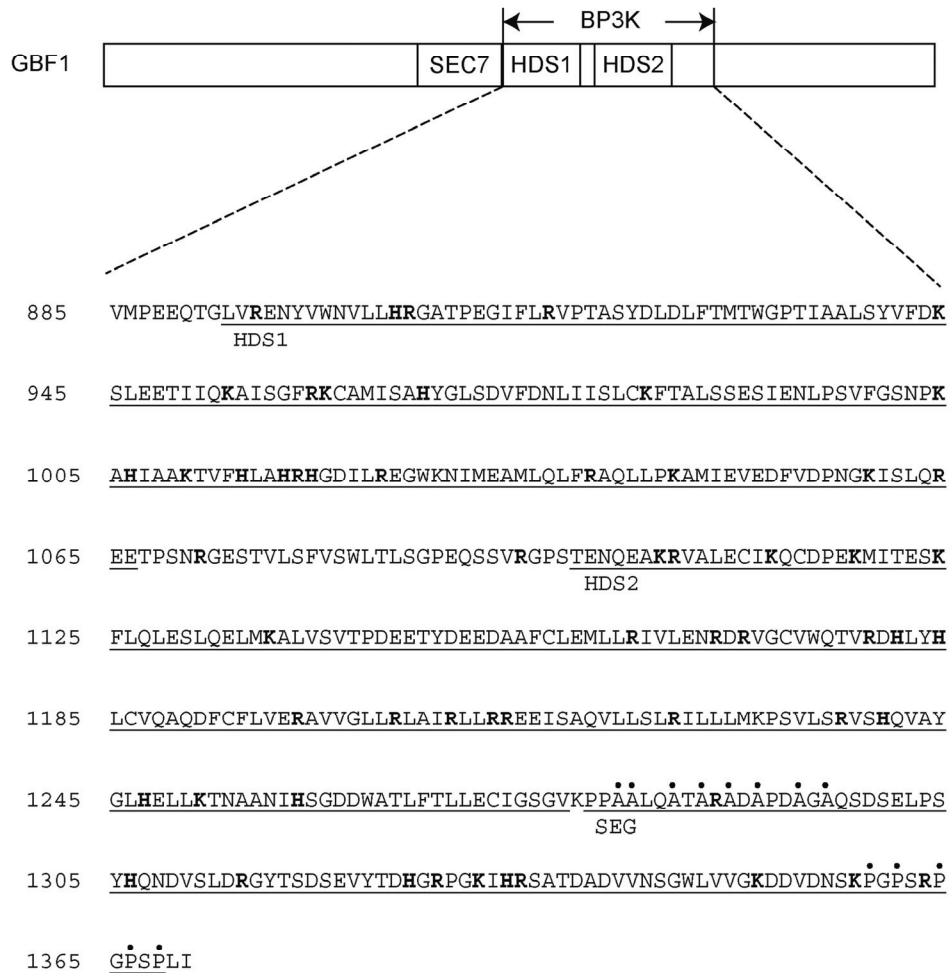 BP3K
GBF1 SEC7 HDS1 HDS2
885 VMPEEQTGLVRENYVWNVLLHRGATPEGIFLRVPTASYDLDLFTMTWGPTIAALSYVFDK
HDS1
945 SLEETIIQKAISGFRKCAMISAHYGLSDVFDNLIISLCKFTALSSESIENLPSVFGSNPK
1005 AHIAAKTVFHLAHRHGDILREGWKNIMEAMLQLFRAQLLPKAMIEVEDFVDPNGKISLQR
1065 EETPSNRGESTVLSFVSWLTLSGPEQSSVRGPSTENQEAKRVALECIKQCDPEKMITESK
HDS2
1125 FLQLESLQELMKALVSVTPDEETYDEEDAAFCLEMLLRIVLENRDRVGCVWQTVRDHLYH
1185 LCVQAQDFCFLVERAVVGLLRLAIRLLRREEISAQVLLSLRILLLMKPSVLSRVSHQVAY
1245 GLHELLKTNAANIHSGDDWATLFTLLECIGSGVKPPAALQATARADAPDAGAQSDSELPS
SEG
1305 YHQNDVSLDRGYTSDSEVYTDHGRPGKIHRSATDADVVNSGWLVVGKDDVDNSKPGPSRP
1365 GPSPLI